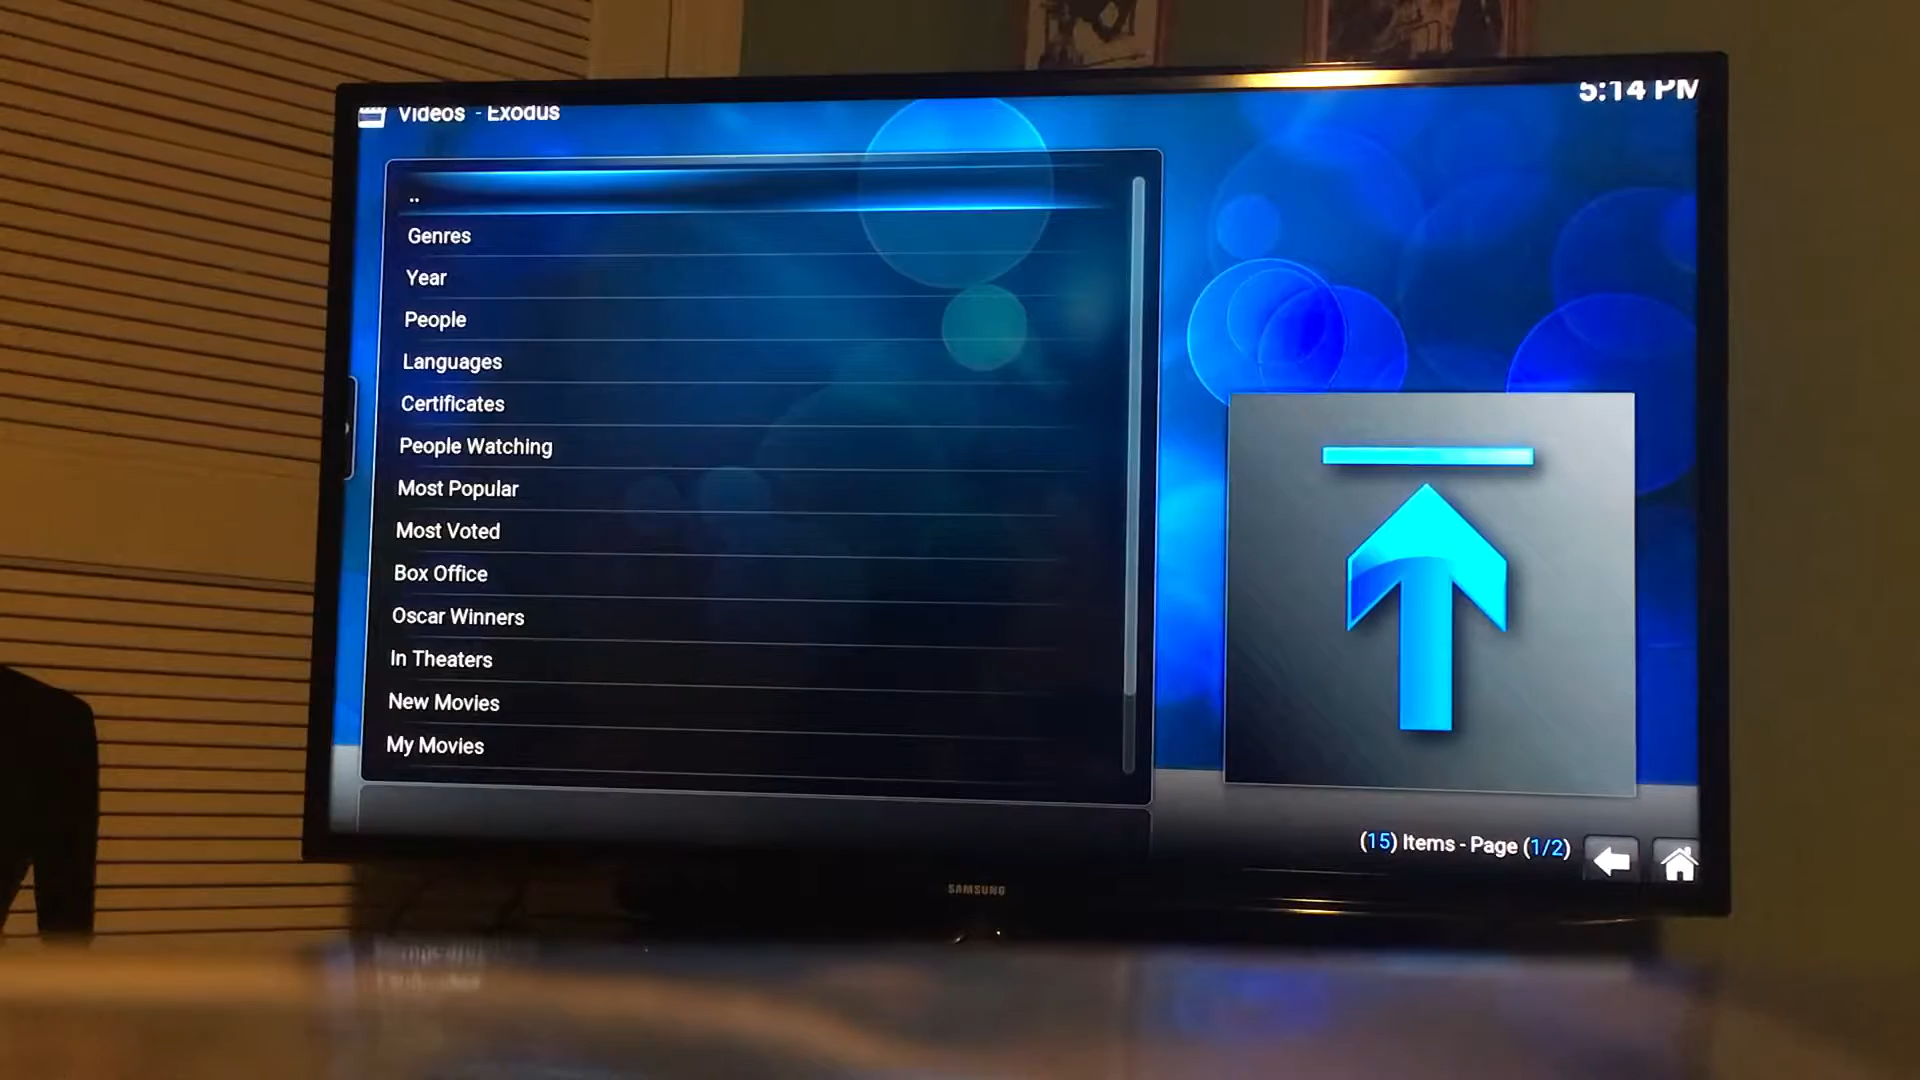 Videos - Exodus
5:14 PM
..
Genres
Year
People
Languages
Certificates
People Watching
Most Popular
Most Voted
Box Office
Oscar Winners
In Theaters
New Movies
My Movies
(15) Items - Page (1/2)
SAMSUNG